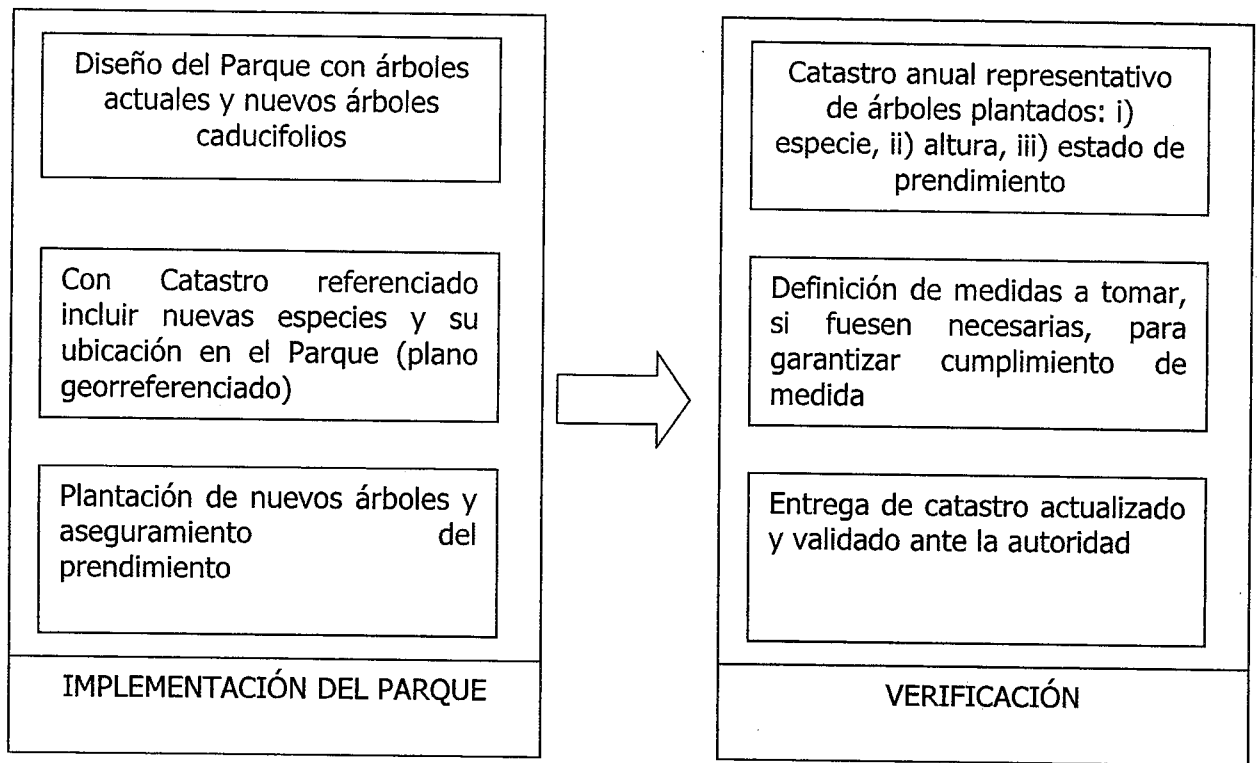 Diseño del Parque con árboles
actuales y nuevos árboles
caducifolios
Con Catastro referenciado
incluir nuevas especies y su
ubicación en el Parque (plano
georreferenciado)
Plantación de nuevos árboles y
aseguramiento del
prendimiento
IMPLEMENTACIÓN DEL PARQUE
Catastro anual representativo
de árboles plantados: i)
especie, ii) altura, iii) estado de
prendimiento
Definición de medidas a tomar,
si fuesen necesarias, para
garantizar cumplimiento de
medida
Entrega de catastro actualizado
y validado ante la autoridad
VERIFICACIÓN